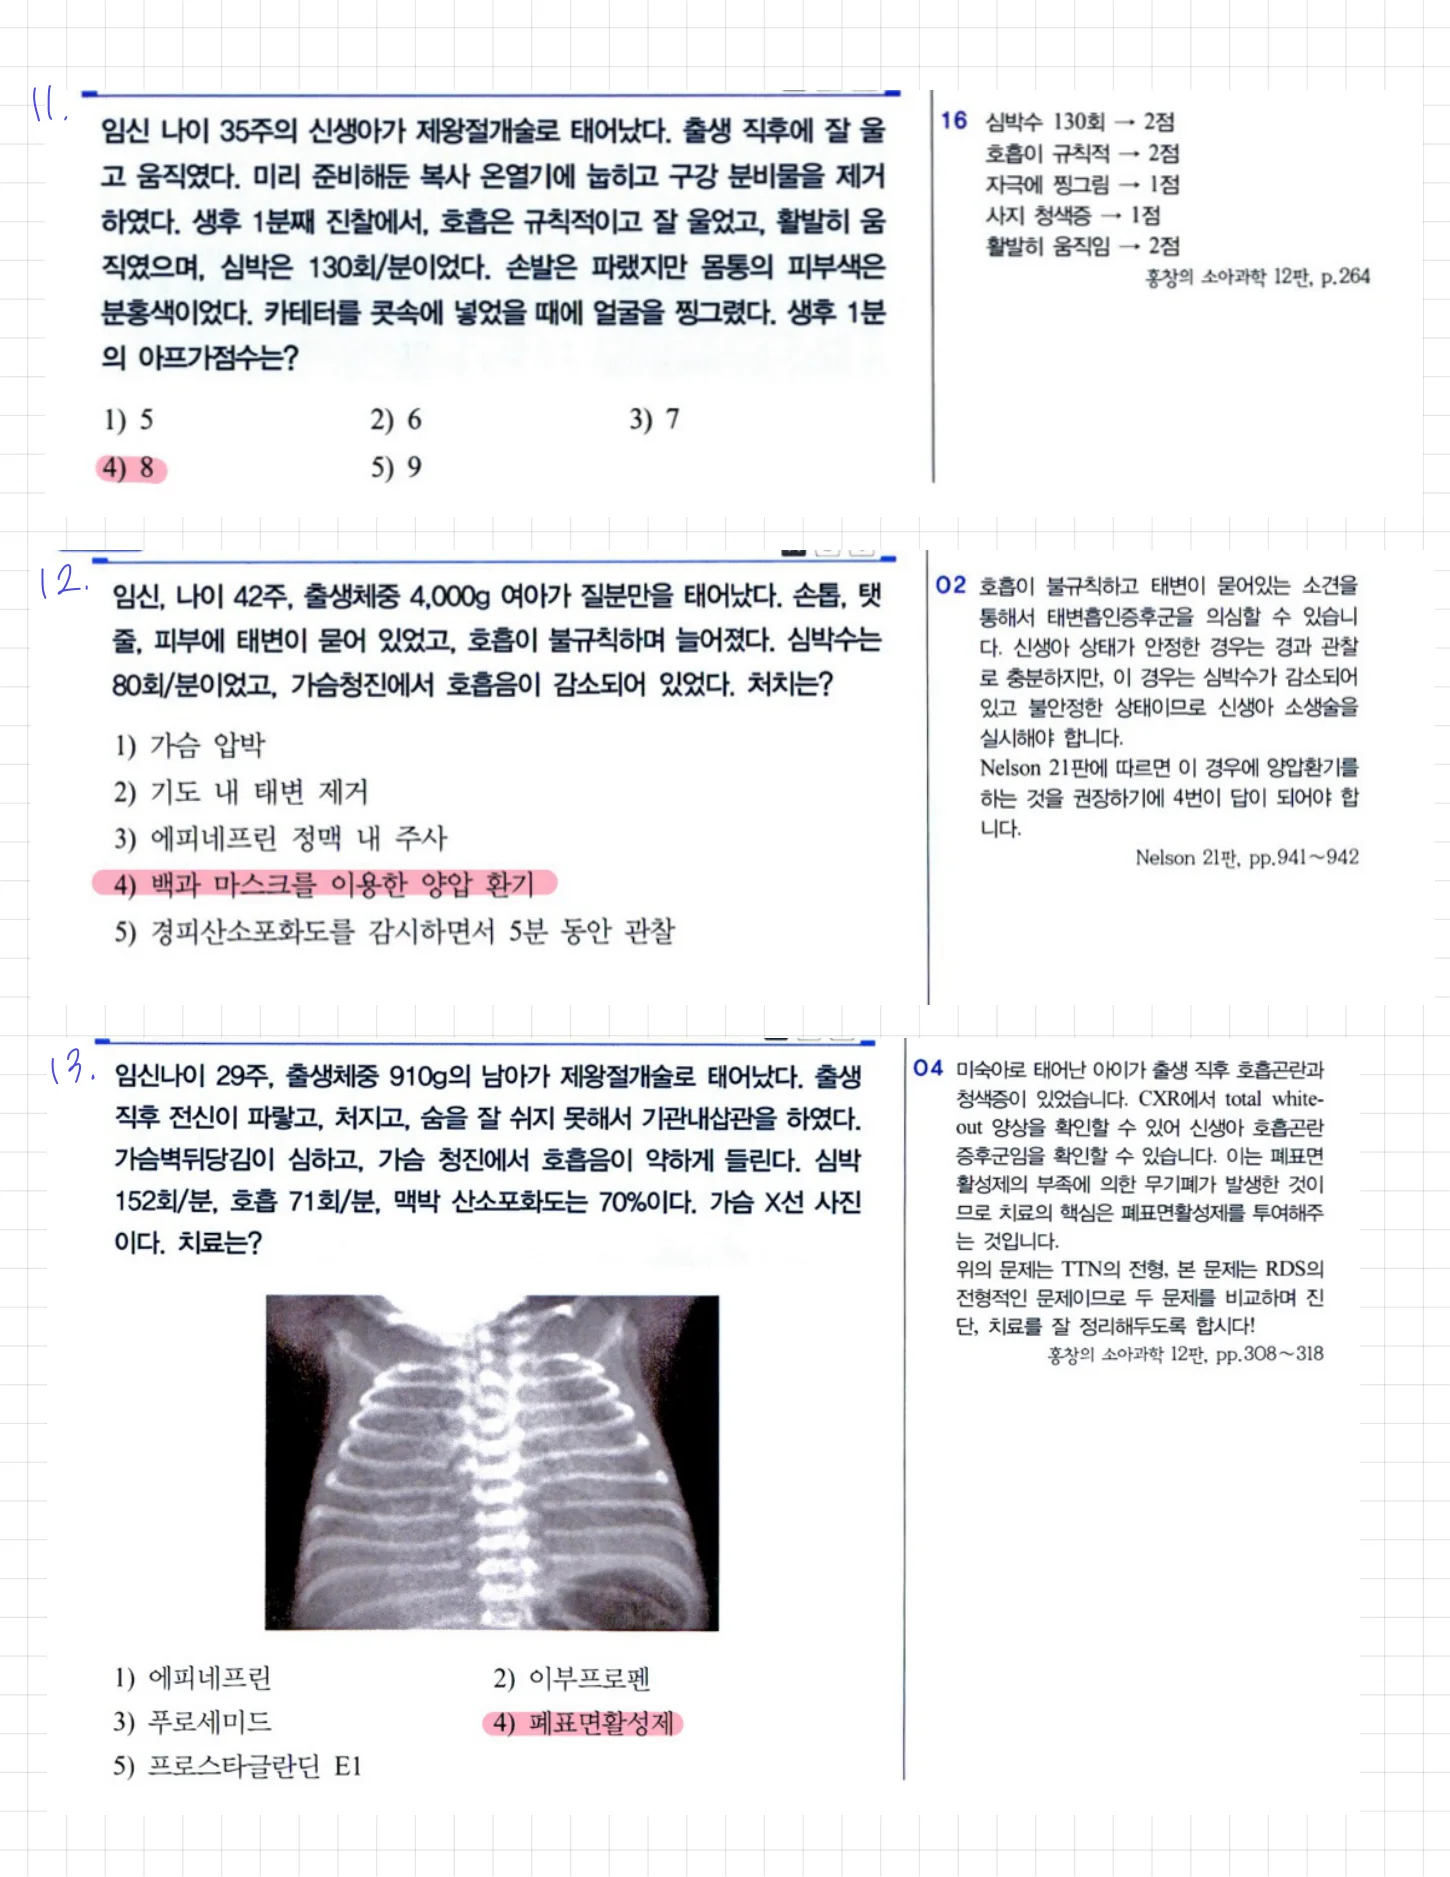 11.
임신 나이 35주의 신생아가 제왕절개술로 태어났다. 출생 직후에 잘 울
고 움직였다. 미리 준비해둔 복사 온열기에 눕히고 구강 분비물을 제거
하였다. 생후 1분째 진찰에서, 호흡은 규칙적이고 잘 울었고, 활발히 움
직였으며, 심박은 130회/분이었다. 손발은 파랬지만 몸통의 피부색은
분홍색이었다. 카테터를 콧속에 넣었을 때에 얼굴을 찡그렸다. 생후 1분
의 아프가점수는?
1) 5
2) 6
3) 7
4) 8
5) 9
16 심박수 130회 → 2점
호흡이 규칙적 → 2점
자극에 찡그림 → 1점
사지 청색증 → 1점
활발히 움직임 → 2점
홍창의 소아과학 12판, p.264
12.
임신, 나이 42주, 출생체중 4,000g 여아가 질분만을 태어났다. 손톱, 탯
줄, 피부에 태변이 묻어 있었고, 호흡이 불규칙하며 늘어졌다. 심박수는
80회/분이었고, 가슴청진에서 호흡음이 감소되어 있었다. 처치는?
1) 가슴 압박
2) 기도 내 태변 제거
3) 에피네프린 정맥 내 주사
4) 백과 마스크를 이용한 양압 환기
5) 경피산소포화도를 감시하면서 5분 동안 관찰
02 호흡이 불규칙하고 태변이 묻어있는 소견을
통해서 태변흡인증후군을 의심할 수 있습니
다. 신생아 상태가 안정한 경우는 경과 관찰
로 충분하지만, 이 경우는 심박수가 감소되어
있고 불안정한 상태이므로 신생아 소생술을
실시해야 합니다.
Nelson 21판에 따르면 이 경우에 양압환기를
하는 것을 권장하기에 4번이 답이 되어야 합
니다.
Nelson 21판, pp.941~942
13.
임신나이 29주, 출생체중 910g의 남아가 제왕절개술로 태어났다. 출생
직후 전신이 파랗고, 처지고, 숨을 잘 쉬지 못해서 기관내삽관을 하였다.
가슴벽뒤당김이 심하고, 가슴 청진에서 호흡음이 약하게 들린다. 심박
152회/분, 호흡 71회/분, 맥박 산소포화도는 70%이다. 가슴 X선 사진
이다. 치료는?
1) 에피네프린
2) 이부프로펜
3) 푸로세미드
4) 폐표면활성제
5) 프로스타글란딘 E1
04 미숙아로 태어난 아이가 출생 직후 호흡곤란과
청색증이 있었습니다. CXR에서 total white-
out 양상을 확인할 수 있어 신생아 호흡곤란
증후군임을 확인할 수 있습니다. 이는 폐표면
활성제의 부족에 의한 무기폐가 발생한 것이
므로 치료의 핵심은 폐표면활성제를 투여해주
는 것입니다.
위의 문제는 TTN의 전형, 본 문제는 RDS의
전형적인 문제이므로 두 문제를 비교하며 진
단, 치료를 잘 정리해두도록 합시다!
홍창의 소아과학 12판, pp.308~318